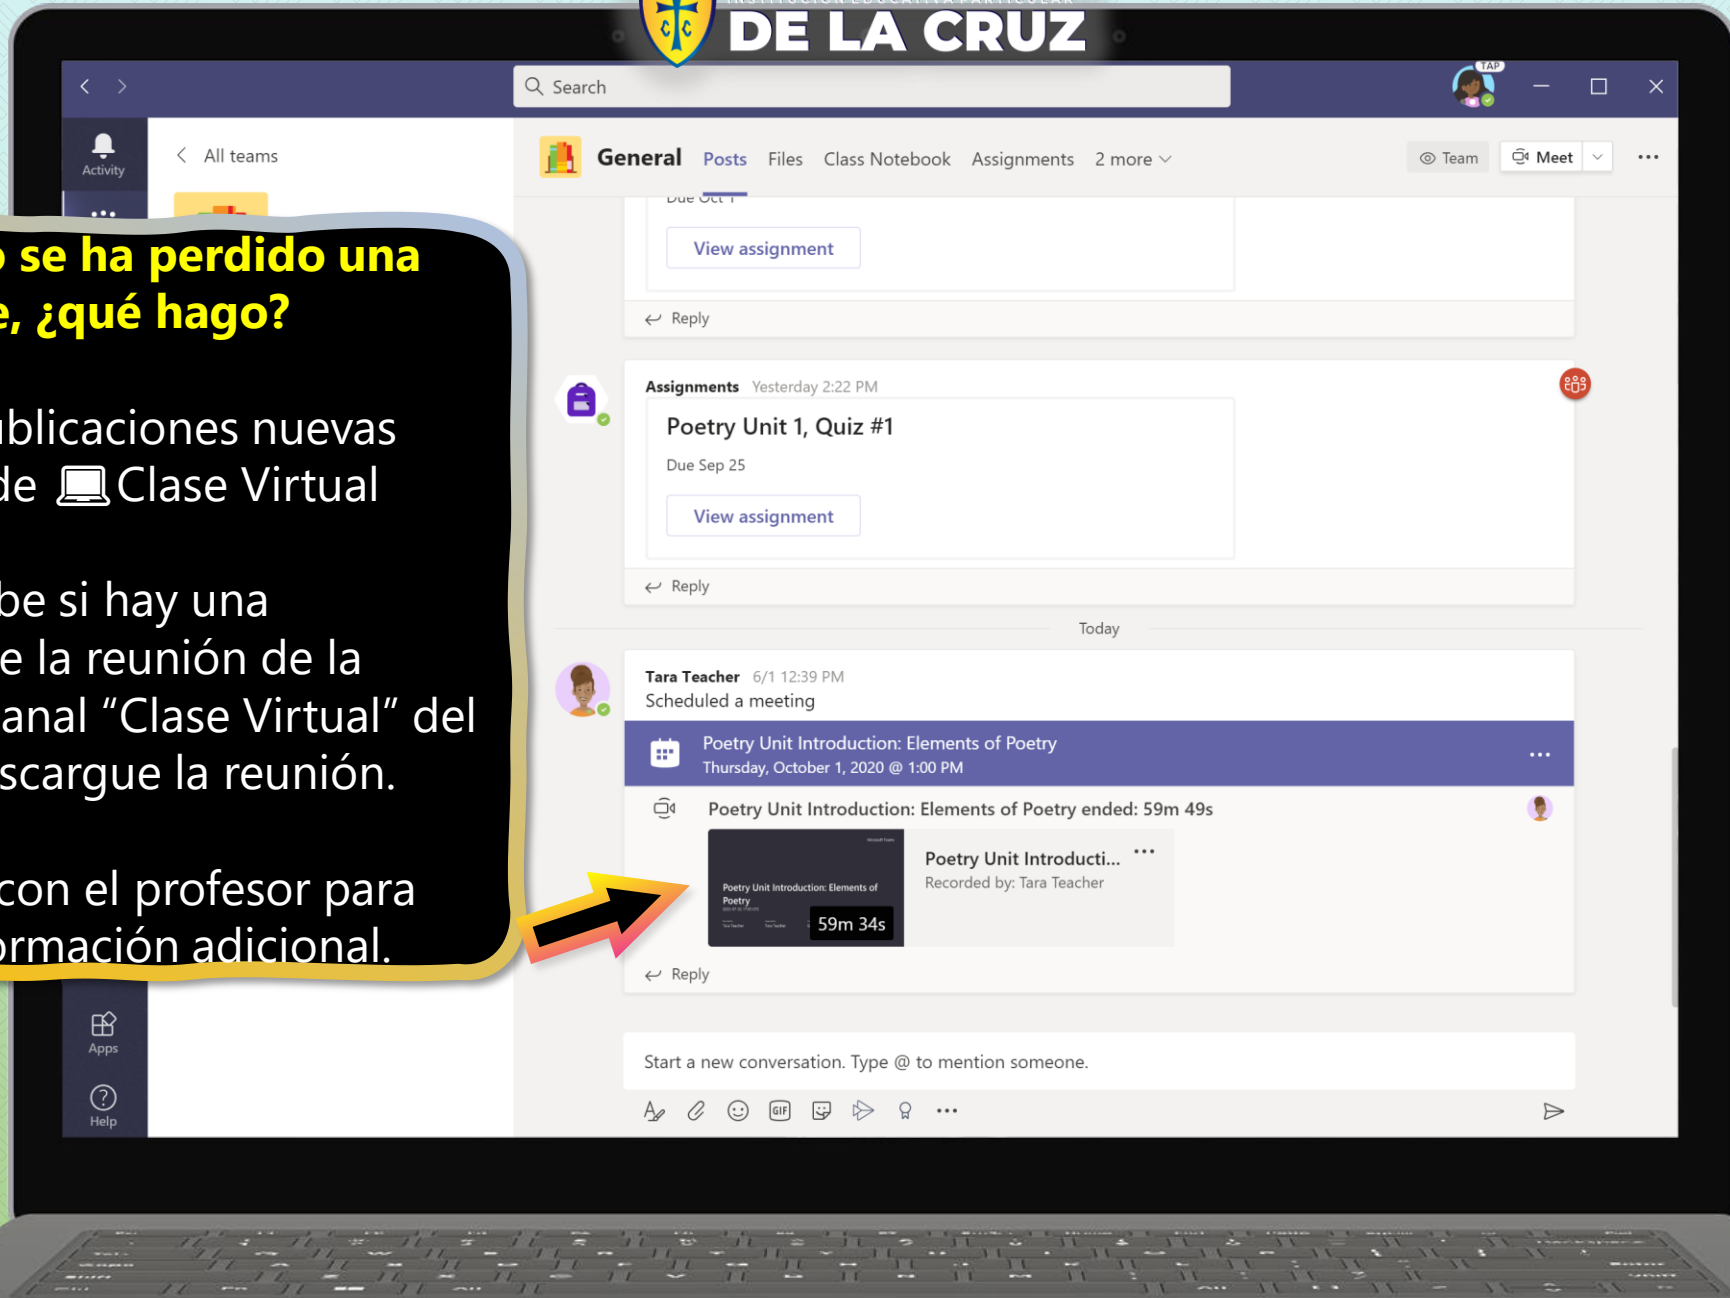 DE LA CRUZ
Search
TAP
Activity
All teams
General Posts Files Class Notebook Assignments 2 more
Team
Meet
Due Oct 1
View assignment
Reply
se ha perdido una
¿qué hago?
nuevas
de Clase Virtual
si hay una
la reunión de la
“Clase Virtual” del
la reunión.
con el profesor para
adicional.
Assignments Yesterday 2:22 PM
Poetry Unit 1, Quiz #1
Due Sep 25
View assignment
Reply
Today
Tara Teacher 6/1 12:39 PM
Scheduled a meeting
Poetry Unit Introduction: Elements of Poetry
Thursday, October 1, 2020 @ 1:00 PM
Poetry Unit Introduction: Elements of Poetry ended: 59m 49s
Poetry Unit Introduction: Elements of
Poetry
59m 34s
Poetry Unit Introducti...
Recorded by: Tara Teacher
Reply
Apps
Help
Start a new conversation. Type @ to mention someone.
GIF